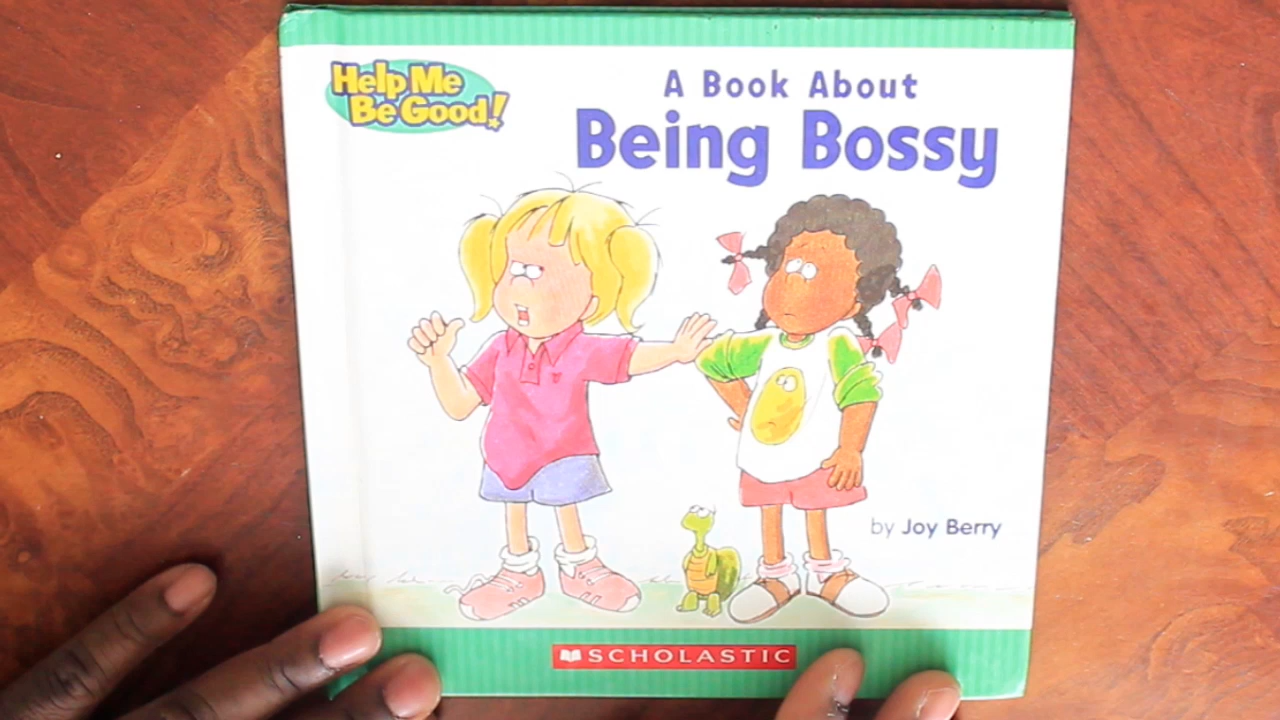 Help Me
Be Good!
A Book About
Being Bossy
by Joy Berry
SCHOLASTIC